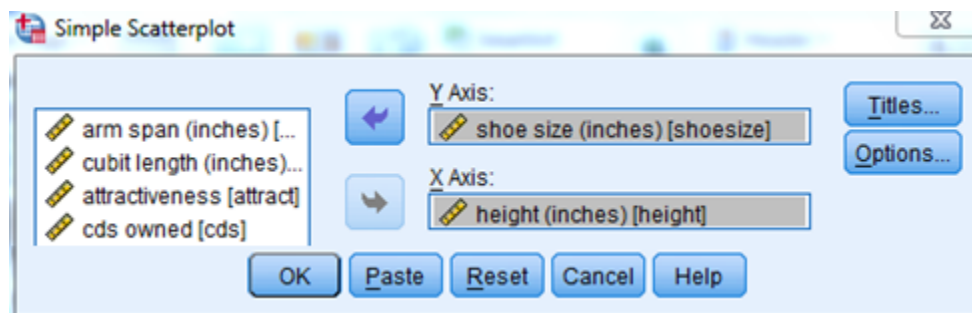 Simple Scatterplot
arm span (inches) [...
cubit length (inches)...
attractiveness [attract]
cds owned [cds]
Y Axis:
shoe size (inches) [shoesize]
X Axis:
height (inches) [height]
Titles...
Options...
OK Paste Reset Cancel Help